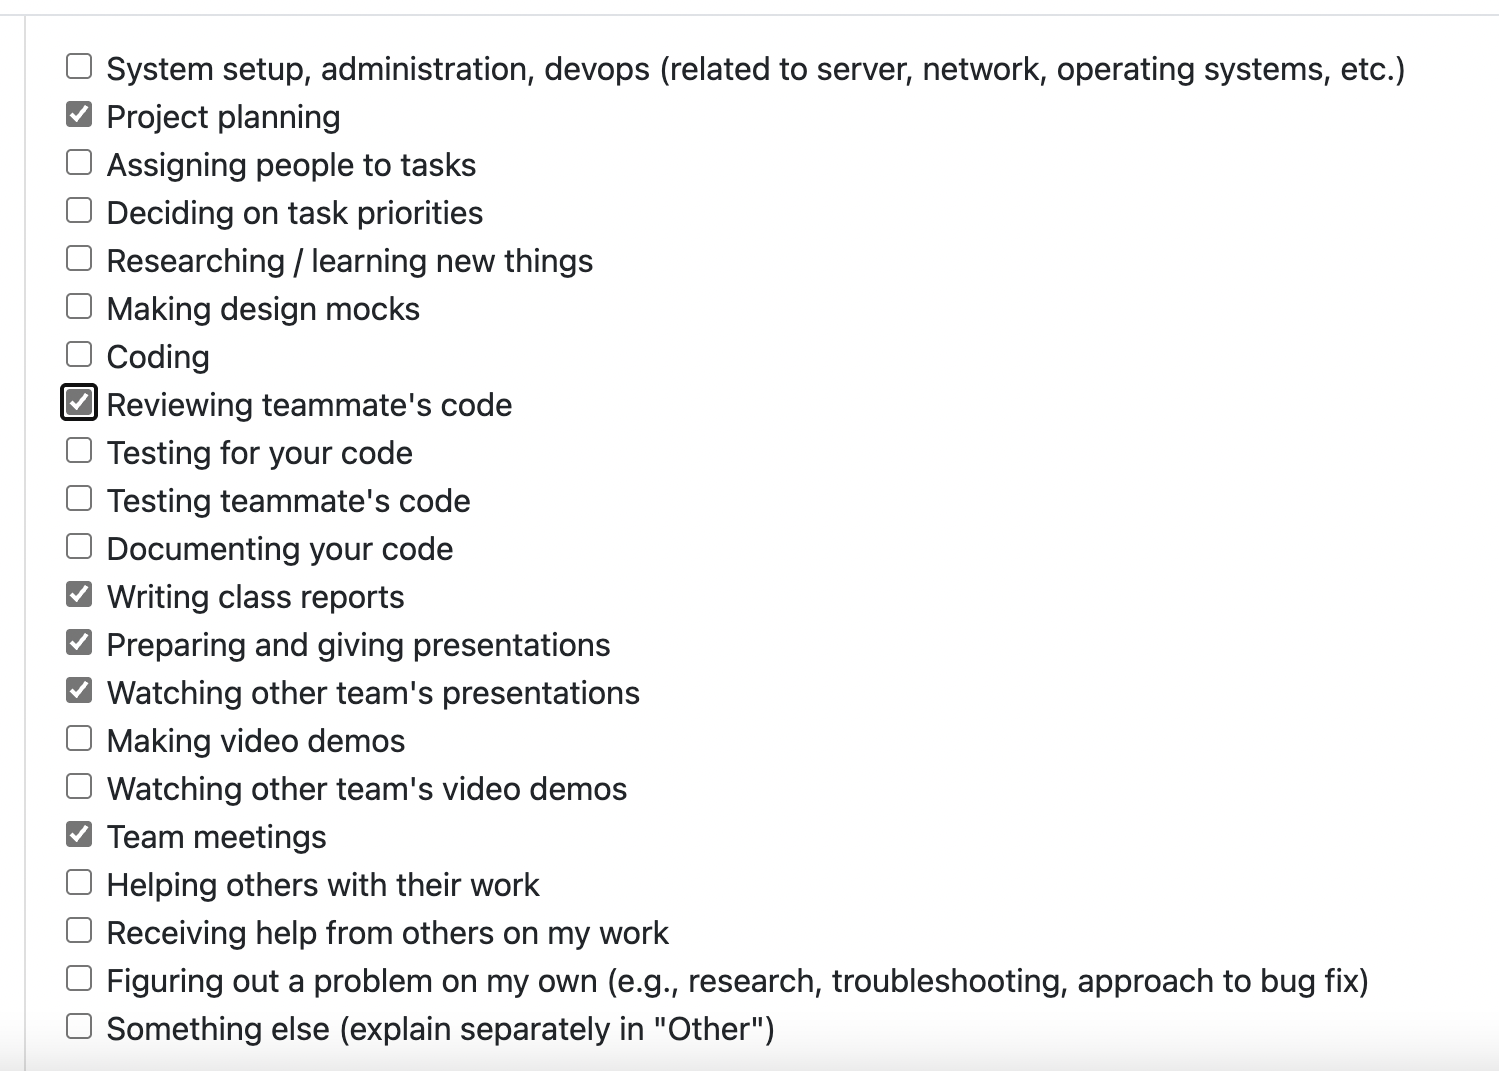 System setup, administration, devops (related to server, network, operating systems, etc.)
Project planning
Assigning people to tasks
Deciding on task priorities
Researching / learning new things
Making design mocks
Coding
Reviewing teammate's code
Testing for your code
Testing teammate's code
Documenting your code
Writing class reports
Preparing and giving presentations
Watching other team's presentations
Making video demos
Watching other team's video demos
Team meetings
Helping others with their work
Receiving help from others on my work
Figuring out a problem on my own (e.g., research, troubleshooting, approach to bug fix)
Something else (explain separately in "Other")